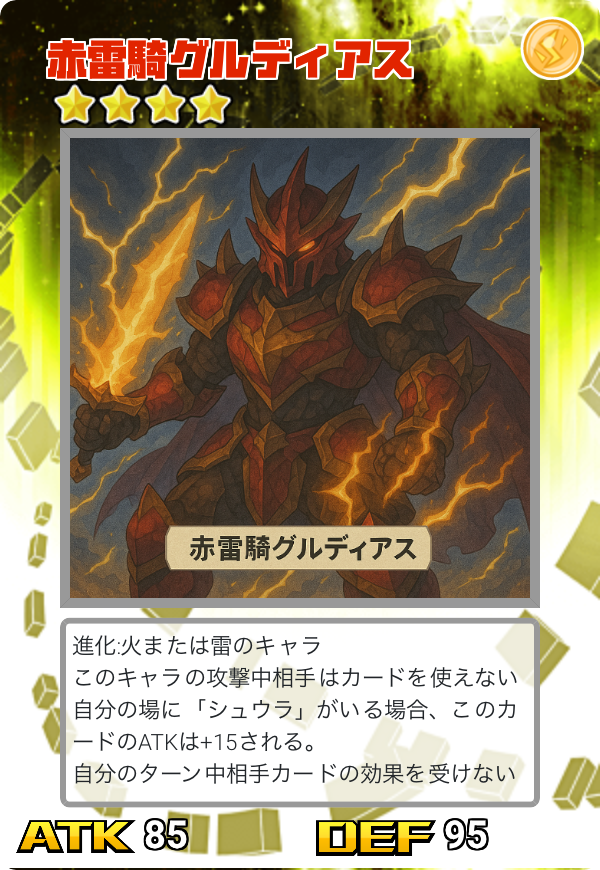 赤雷騎グルディアス
赤雷騎グルディアス
進化:火または雷のキャラ
このキャラの攻撃中相手はカードを使えない
自分の場に「シュウラ」がいる場合、このカ
ードのATKは+15される。
自分のターン中相手カードの効果を受けない
ATK 85 DEF 95